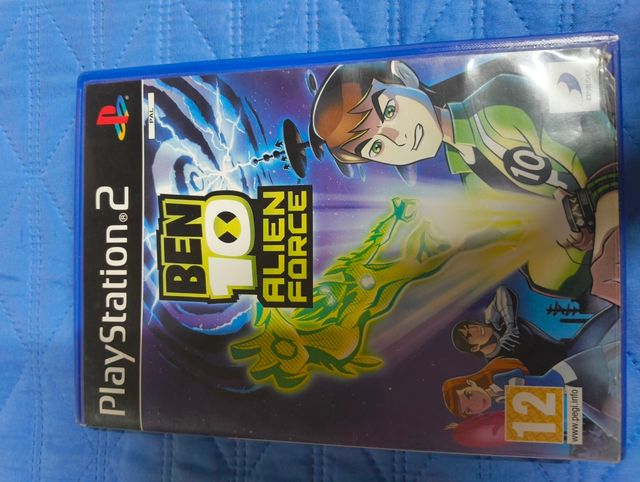 PlayStation®2
PAL
BEN
10
ALIEN
FORCE
10
12
www.pegi.info